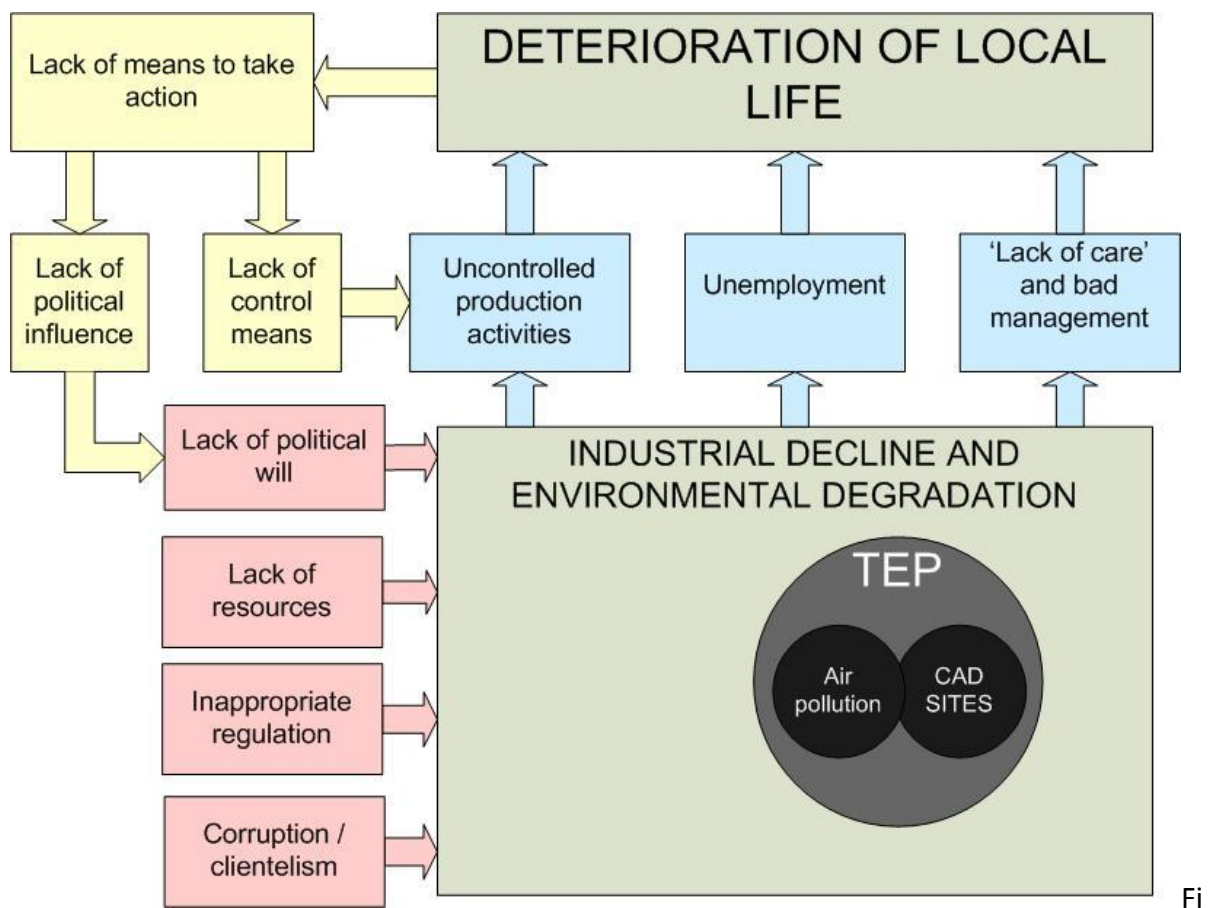 Lack of means to take
action
DETERIORATION OF LOCAL
LIFE
Lack of
political
influence
Lack of
control
means
Uncontrolled
production
activities
Unemployment
‘Lack of care’
and bad
management
Lack of political
will
Lack of
resources
Inappropriate
regulation
Corruption /
clientelism
INDUSTRIAL DECLINE AND
ENVIRONMENTAL DEGRADATION
TEP
Air
pollution
CAD
SITES
Fi